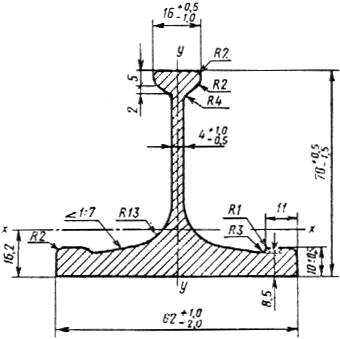 16 +0,5 -1,0
y
R2
5
R2
2
R4
4 +1,0 -0,5
70 +0,5 -1,5
<1:7
R13
R1
11
x
x
R2
R3
16,2
10±0,5
8,5
y
62 +1,0 -2,0